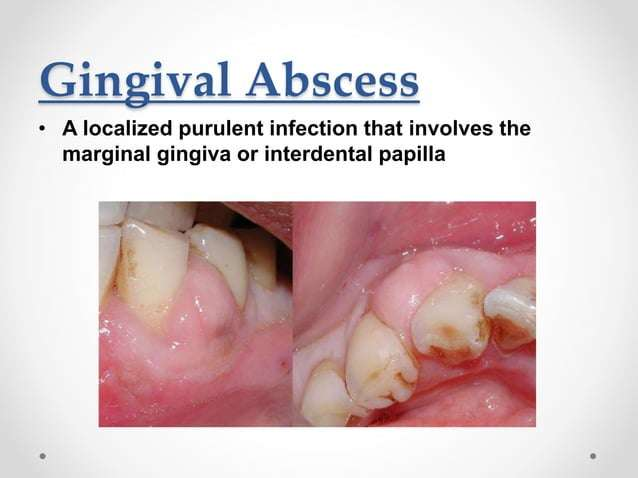 Gingival Abscess
• A localized purulent infection that involves the
marginal gingiva or interdental papilla